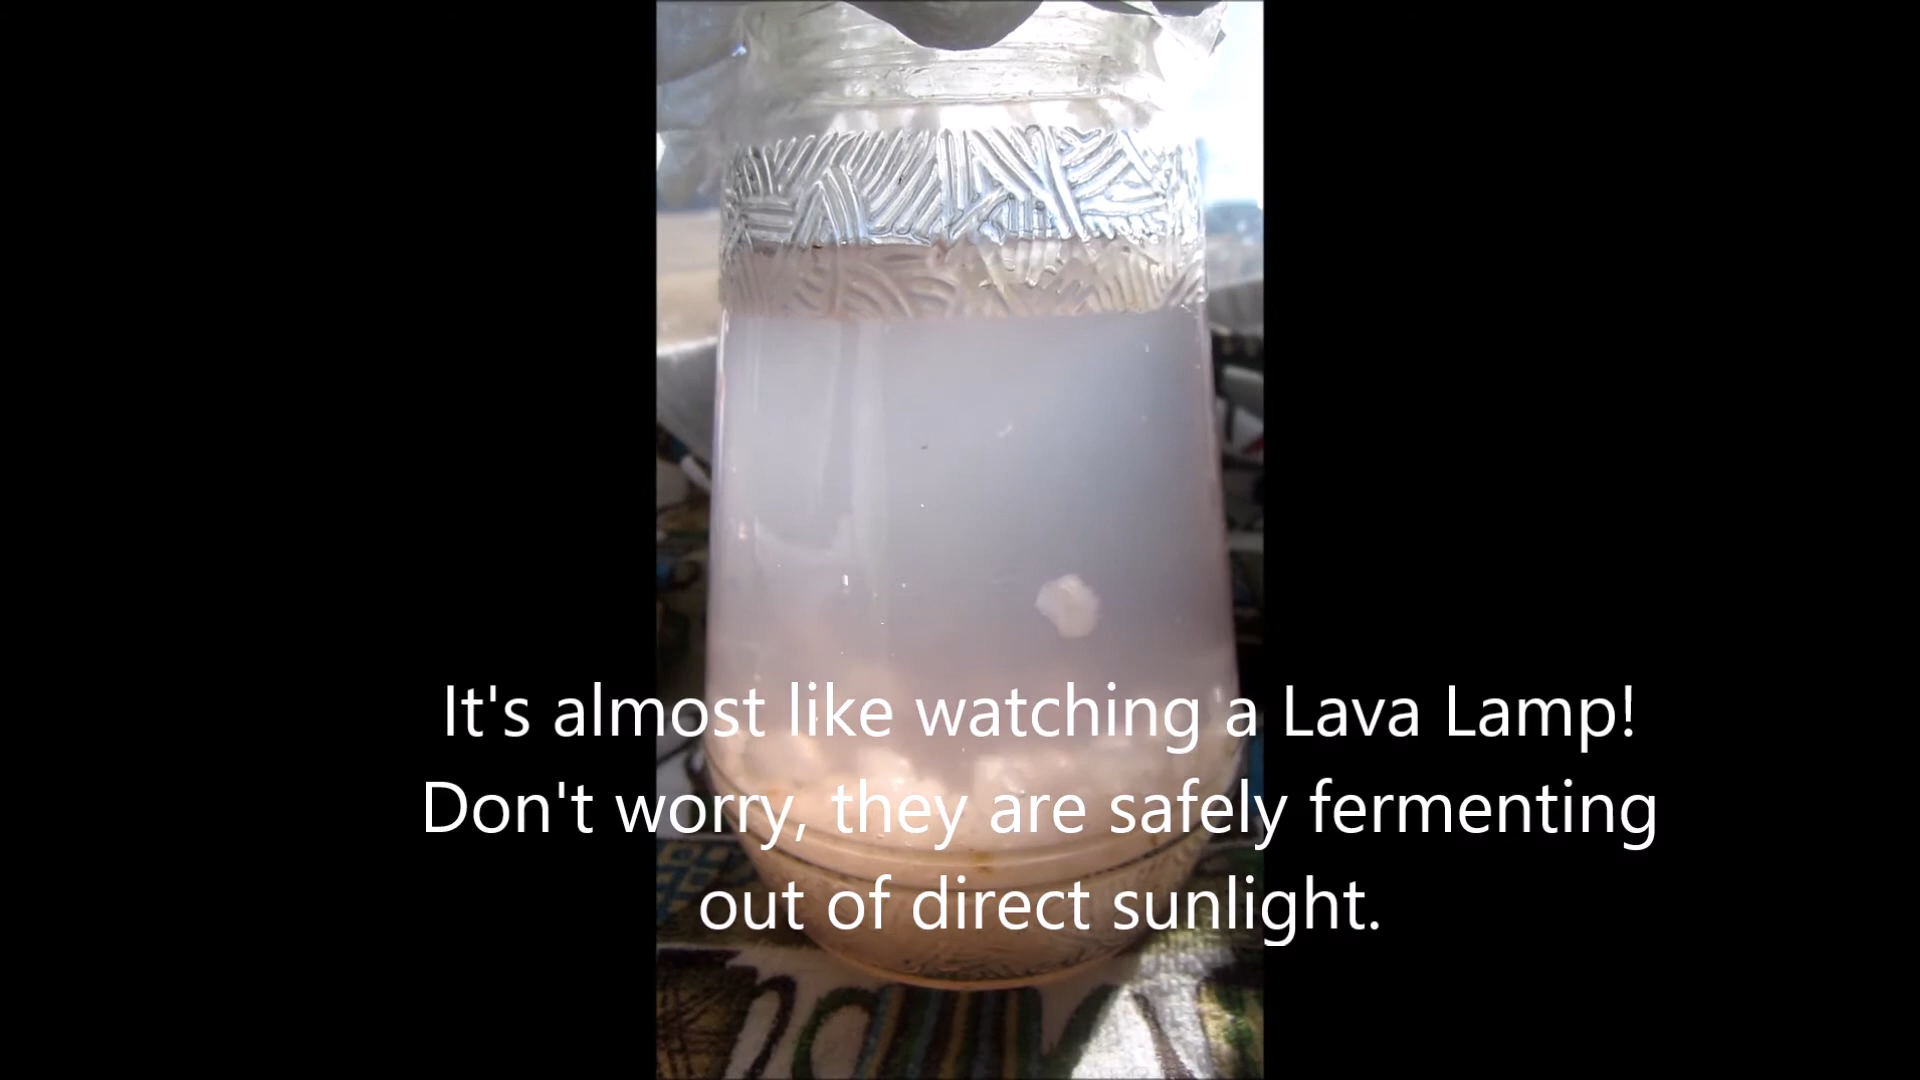 It's almost like watching a Lava Lamp!
Don't worry, they are safely fermenting
out of direct sunlight.